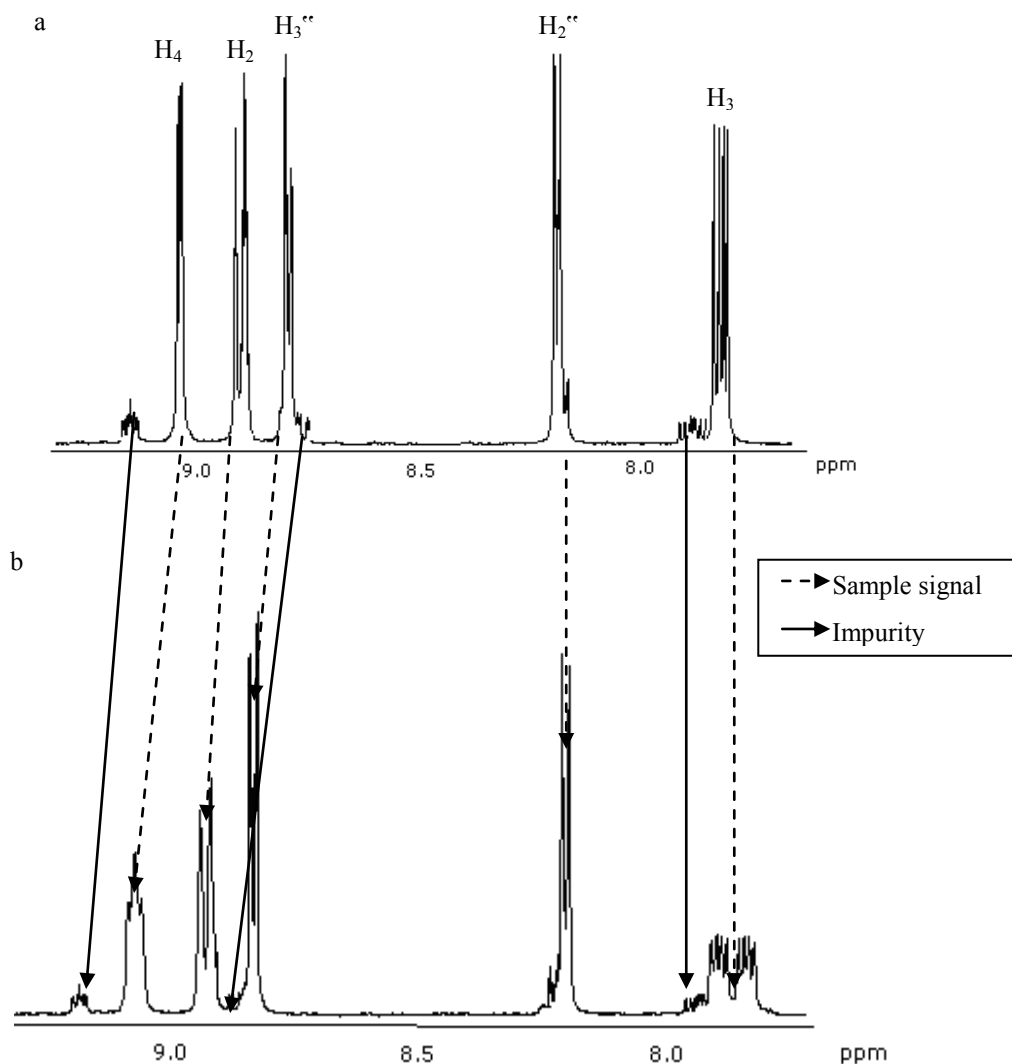 a
H₄
H₂
H₃“
H₂“
H₃
9.0
8.5
8.0
ppm
b
Sample signal
Impurity
9.0
8.5
8.0
ppm